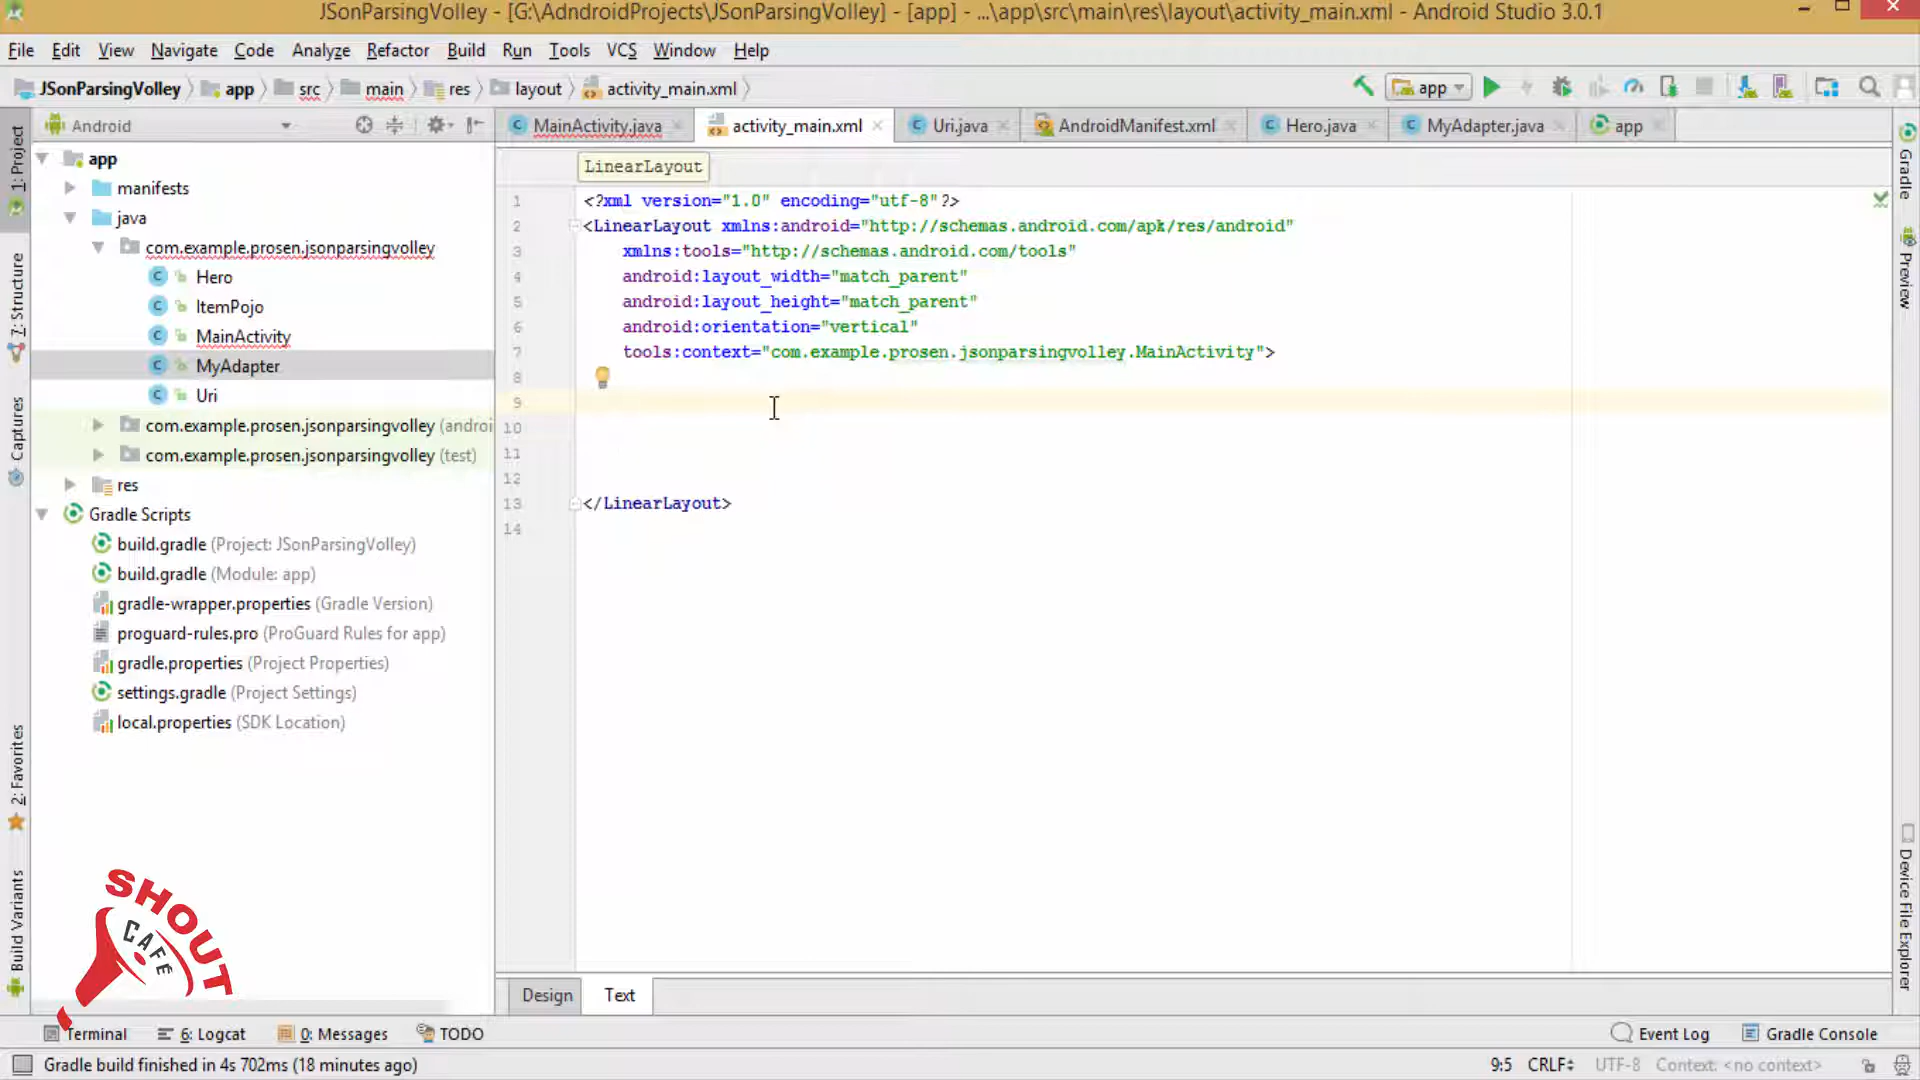 JSonParsingVolley - [G:\AdndroidProjects\JSonParsingVolley] - [app] - ...\app\src\main\res\layout\activity_main.xml - Android Studio 3.0.1
File Edit View Navigate Code Analyze Refactor Build Run Tools VCS Window Help
JSonParsingVolley app src main res layout activity_main.xml app
Android
MainActivity.java activity_main.xml Uri.java AndroidManifest.xml Hero.java MyAdapter.java app
1: Project
7: Structure
Captures
2: Favorites
Build Variants
app
manifests
java
com.example.prosen.jsonparsingvolley
Hero
ItemPojo
MainActivity
MyAdapter
Uri
com.example.prosen.jsonparsingvolley (androi
com.example.prosen.jsonparsingvolley (test)
res
Gradle Scripts
build.gradle (Project: JSonParsingVolley)
build.gradle (Module: app)
gradle-wrapper.properties (Gradle Version)
proguard-rules.pro (ProGuard Rules for app)
gradle.properties (Project Properties)
settings.gradle (Project Settings)
local.properties (SDK Location)
SHOUT
CAFE
LinearLayout
1 <?xml version="1.0" encoding="utf-8"?>
2 <LinearLayout xmlns:android="http://schemas.android.com/apk/res/android"
3 xmlns:tools="http://schemas.android.com/tools"
4 android:layout_width="match_parent"
5 android:layout_height="match_parent"
6 android:orientation="vertical"
7 tools:context="com.example.prosen.jsonparsingvolley.MainActivity">
8
9
10
11
12
13 </LinearLayout>
14
Gradle
Preview
Device File Explorer
Design Text
Terminal 6: Logcat 0: Messages TODO Event Log Gradle Console
Gradle build finished in 4s 702ms (18 minutes ago) 9:5 CRLF UTF-8 Context: <no context>